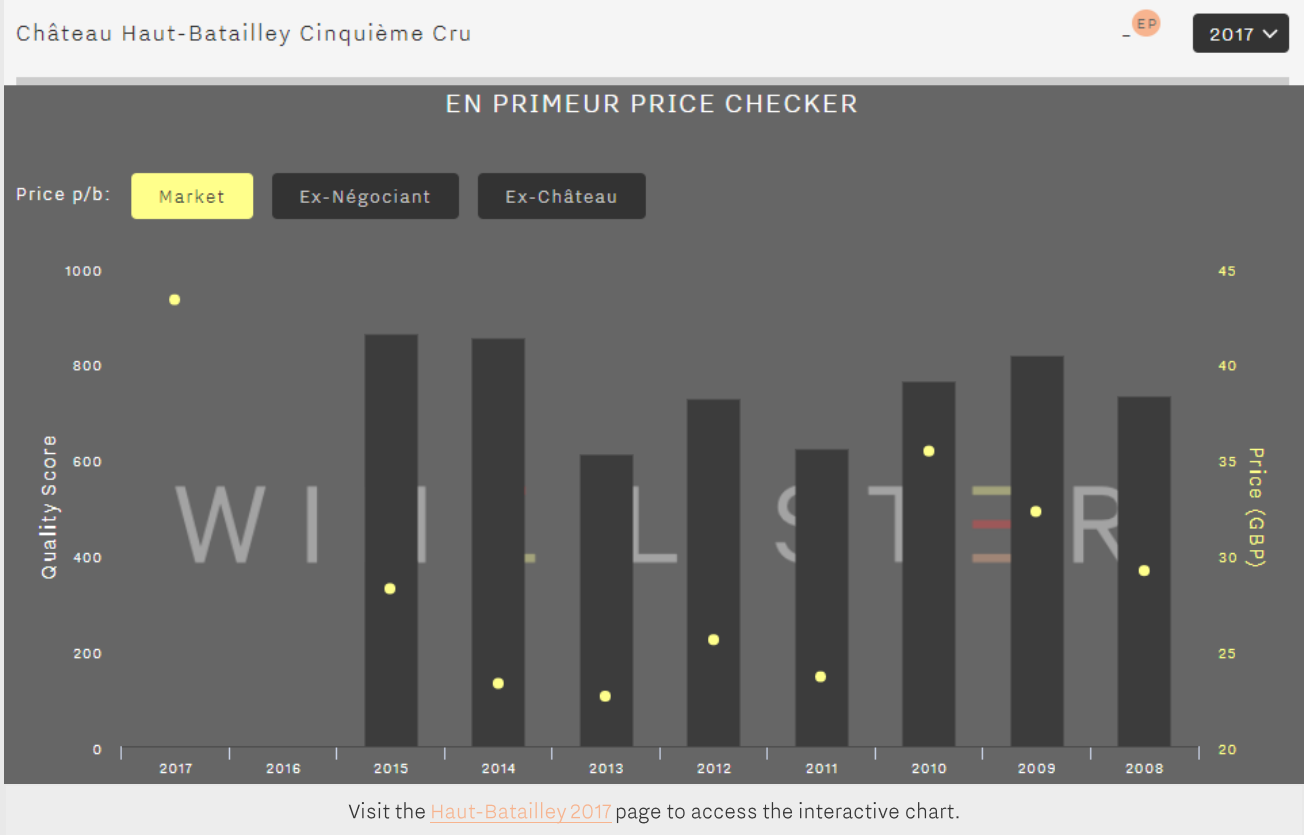 Château Haut-Batailley Cinquième Cru
– EP
2017
EN PRIMEUR PRICE CHECKER
Price p/b: Market Ex-Négociant Ex-Château
1000
800
600
400
200
0
Quality Score
45
40
35
30
25
20
Price (GBP)
2017 2016 2015 2014 2013 2012 2011 2010 2009 2008
Visit the Haut-Batailley 2017 page to access the interactive chart.